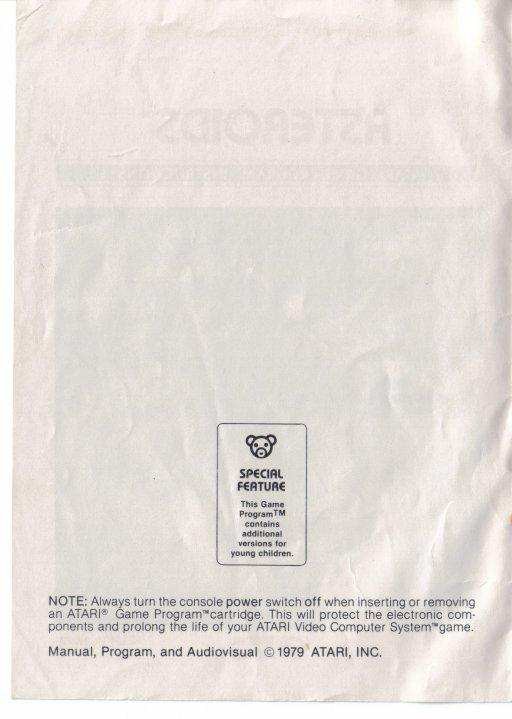 ASTEROIDS
SPECIAL
FEATURE
This Game
Program™
contains
additional
versions for
young children.
NOTE: Always turn the console power switch off when inserting or removing
an ATARI® Game Program™cartridge. This will protect the electronic com-
ponents and prolong the life of your ATARI Video Computer System™game.
Manual, Program, and Audiovisual © 1979 ATARI, INC.